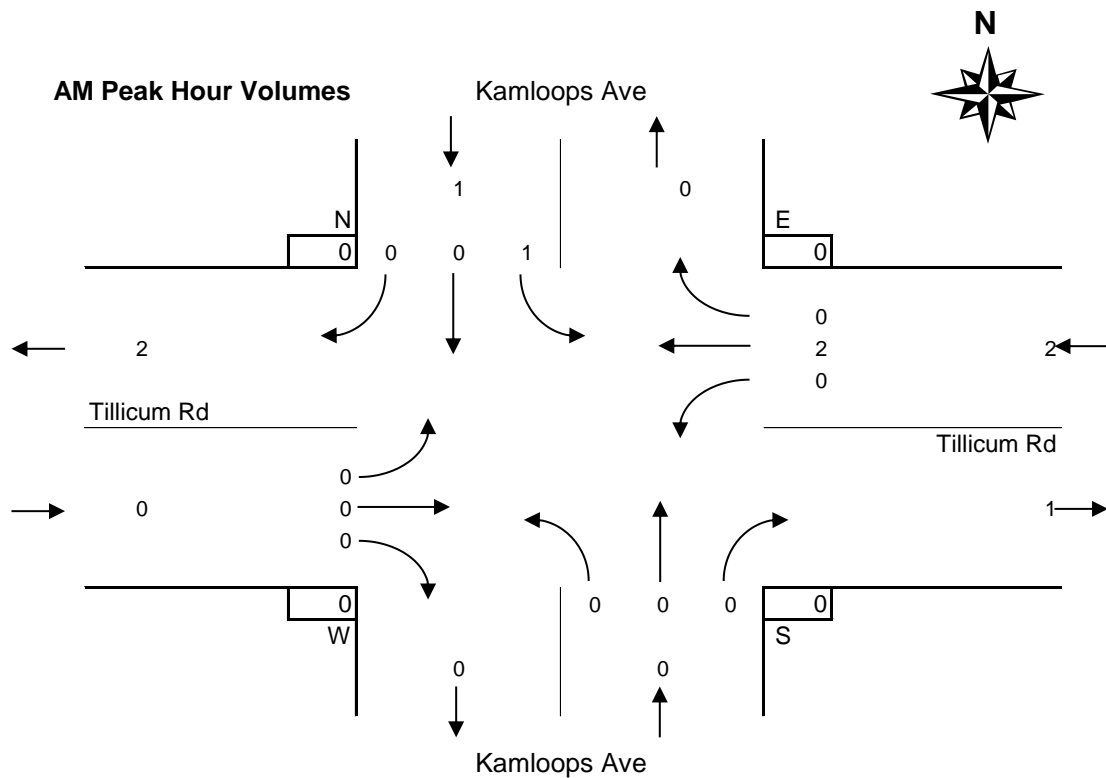 N
AM Peak Hour Volumes Kamloops Ave
1 0
N E
0 0 0 1 0
0
2 2 2
0
Tillicum Rd
Tillicum Rd
0
0 0 1
0
0 0 0 0 0
W S
0 0
Kamloops Ave